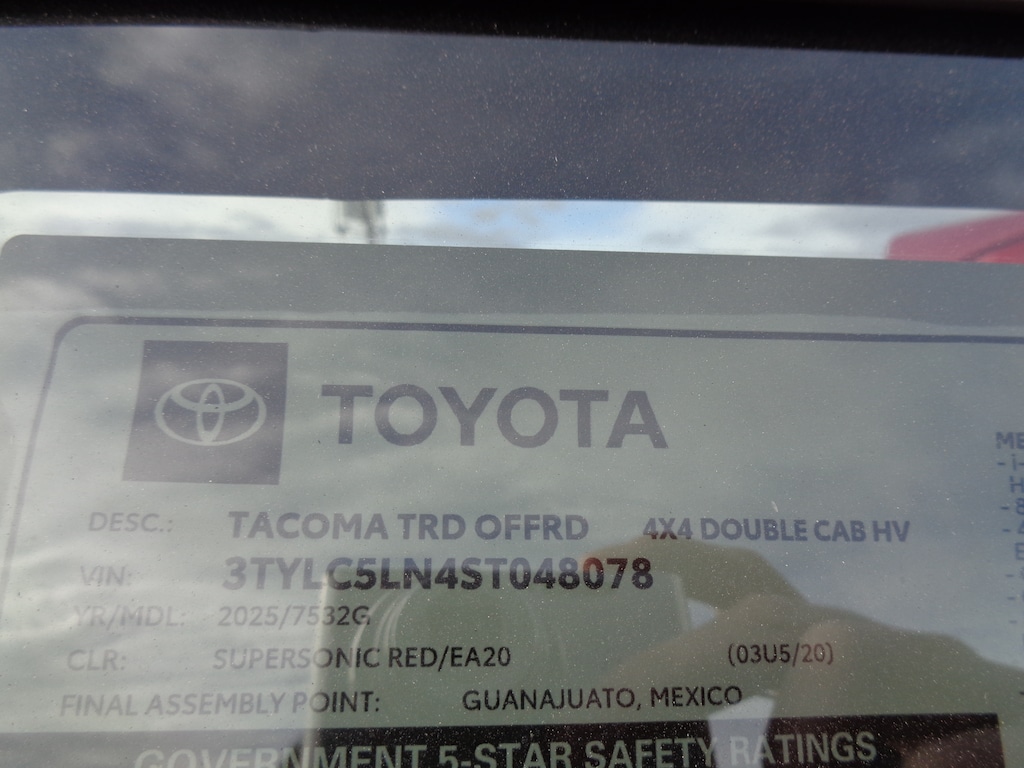 TOYOTA
DESC.: TACOMA TRD OFFRD 4X4 DOUBLE CAB HV
VIN: 3TYLC5LN4ST048078
YR/MDL: 2025/7532G
CLR: SUPERSONIC RED/EA20 (03U5/20)
FINAL ASSEMBLY POINT: GUANAJUATO, MEXICO
GOVERNMENT 5-STAR SAFETY RATINGS